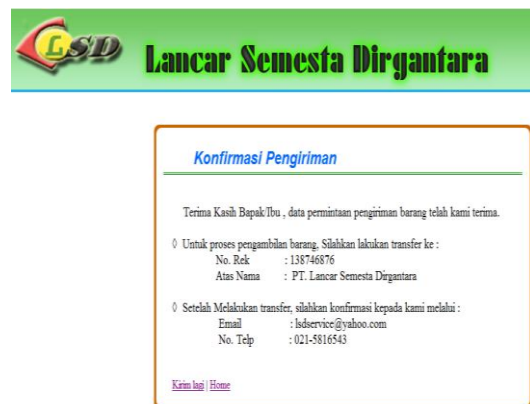 LSD
Lancar Semesta Dirgantara
Konfirmasi Pengiriman
Terima Kasih Bapak/Ibu , data permintaan pengiriman barang telah kami terima.
◊ Untuk proses pengambilan barang, Silahkan lakukan transfer ke :
No. Rek : 138746876
Atas Nama : PT. Lancar Semesta Dirgantara
◊ Setelah Melakukan transfer, silahkan konfirmasi kepada kami melalui :
Email : lsdservice@yahoo.com
No. Telp : 021-5816543
Kirim lagi | Home